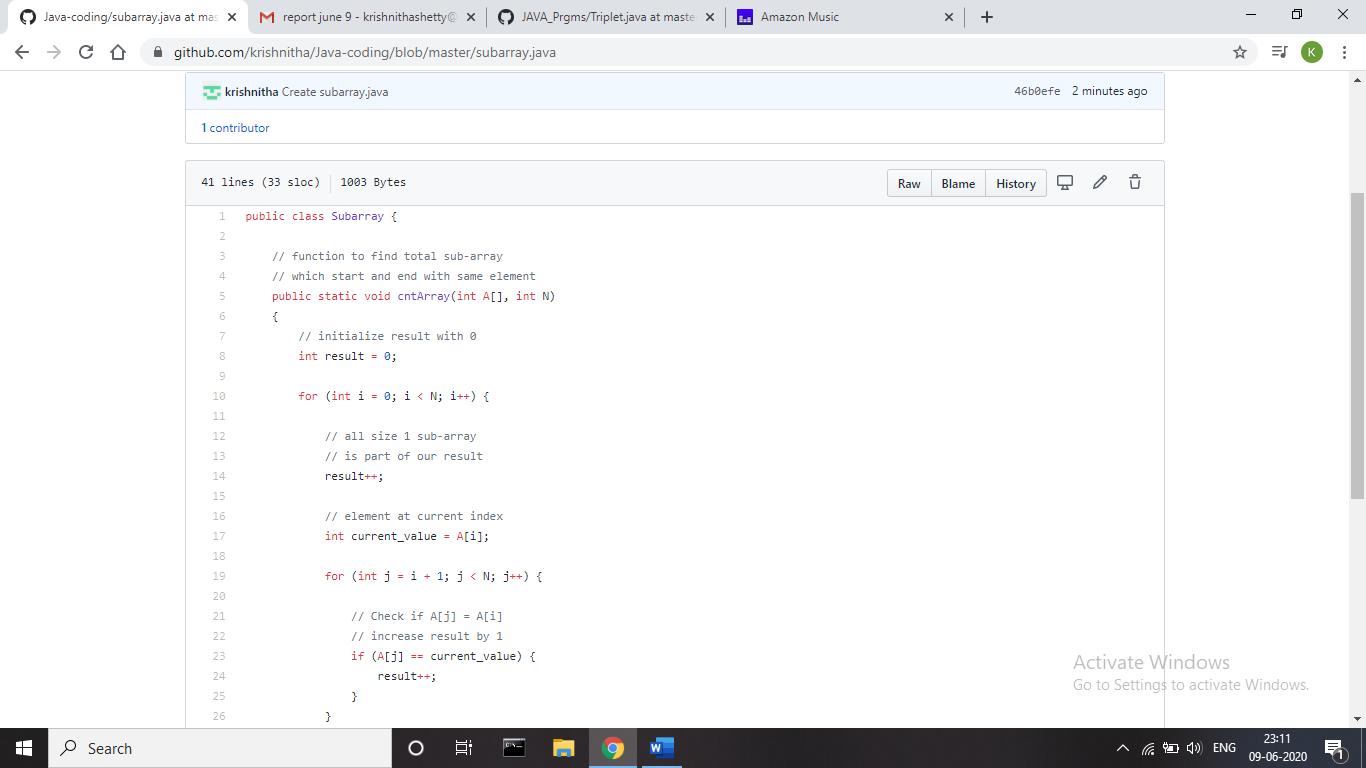 Java-coding/subarray.java at mas
report june 9 - krishnithashetty@
JAVA_Prgms/Triplet.java at maste
Amazon Music
github.com/krishnitha/Java-coding/blob/master/subarray.java
K
krishnitha Create subarray.java
46b0efe 2 minutes ago
1 contributor
41 lines (33 sloc) 1003 Bytes
Raw Blame History
1 public class Subarray {
2
3 // function to find total sub-array
4 // which start and end with same element
5 public static void cntArray(int A[], int N)
6 {
7 // initialize result with 0
8 int result = 0;
9
10 for (int i = 0; i < N; i++) {
11
12 // all size 1 sub-array
13 // is part of our result
14 result++;
15
16 // element at current index
17 int current_value = A[i];
18
19 for (int j = i + 1; j < N; j++) {
20
21 // Check if A[j] = A[i]
22 // increase result by 1
23 if (A[j] == current_value) {
24 result++;
25 }
26 }
Activate Windows
Go to Settings to activate Windows.
Search
ENG
23:11
09-06-2020
1